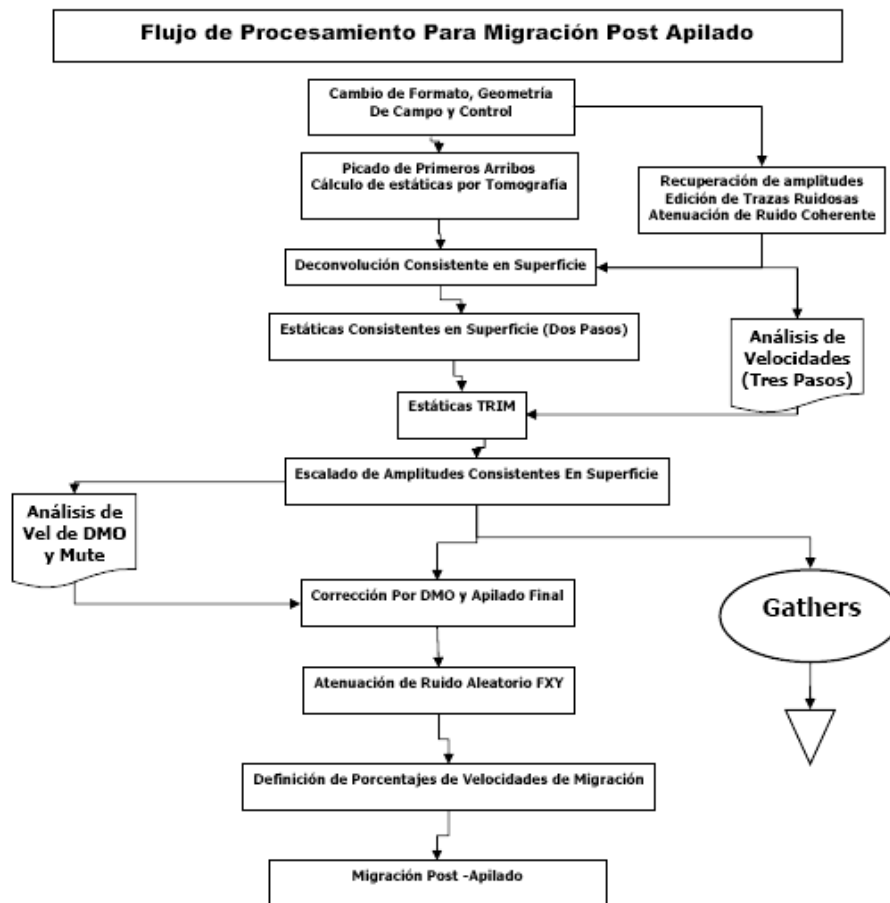 Flujo de Procesamiento Para Migración Post Apilado
Cambio de Formato, Geometría
De Campo y Control
Picado de Primeros Arribos
Cálculo de estáticas por Tomografía
Recuperación de amplitudes
Edición de Trazas Ruidosas
Atenuación de Ruido Coherente
Deconvolución Consistente en Superficie
Estáticas Consistentes en Superficie (Dos Pasos)
Análisis de
Velocidades
(Tres Pasos)
Estáticas TRIM
Escalado de Amplitudes Consistentes En Superficie
Análisis de
Vel de DMO
y Mute
Corrección Por DMO y Apilado Final
Gathers
Atenuación de Ruido Aleatorio FXY
Definición de Porcentajes de Velocidades de Migración
Migración Post -Apilado